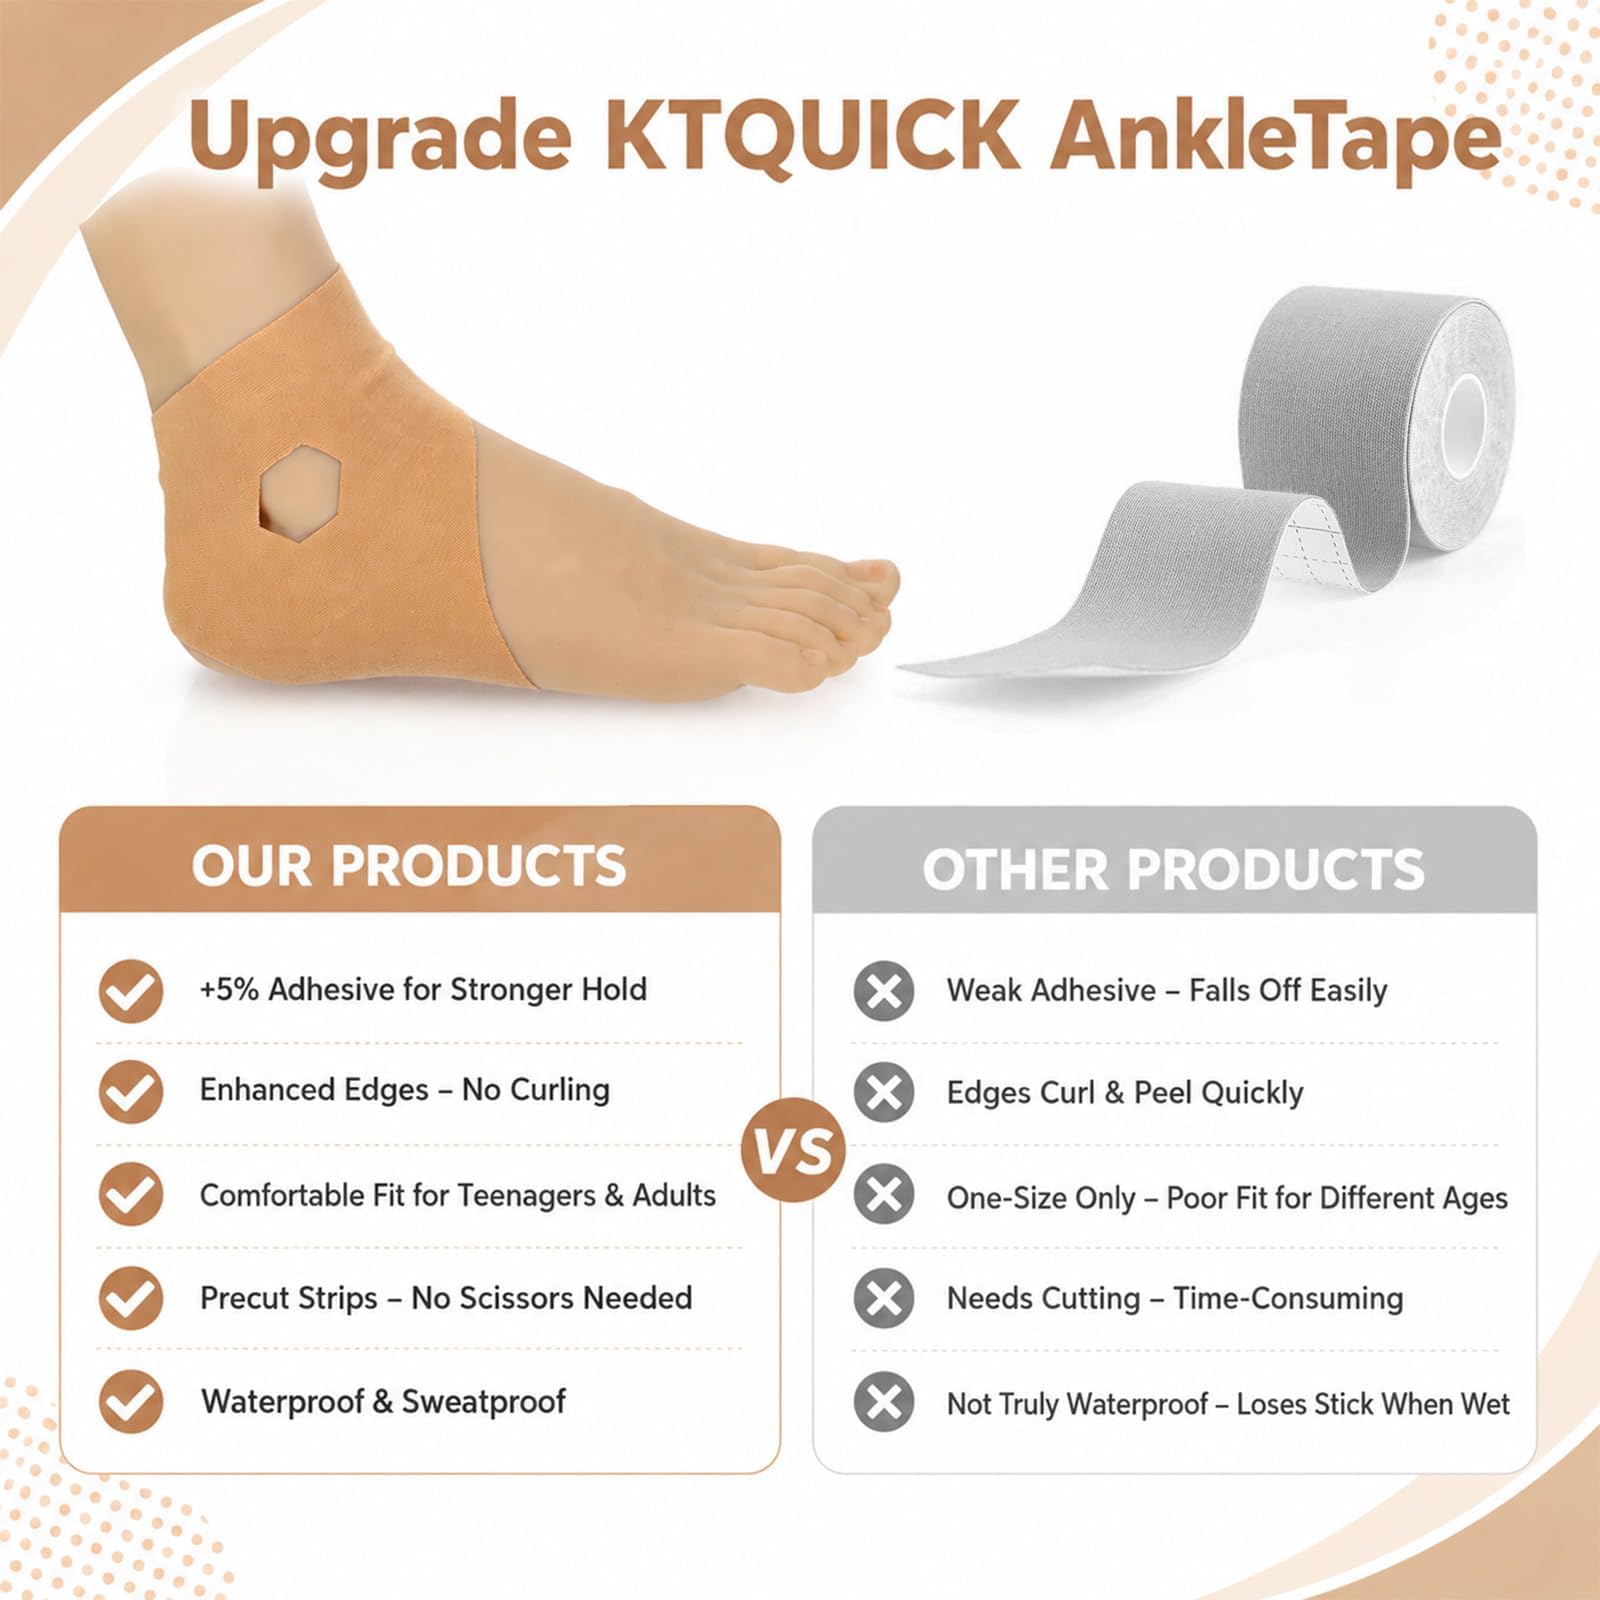 Upgrade KTQUICK AnkleTape
OUR PRODUCTS
+5% Adhesive for Stronger Hold
Enhanced Edges – No Curling
Comfortable Fit for Teenagers & Adults
Precut Strips – No Scissors Needed
Waterproof & Sweatproof
VS
OTHER PRODUCTS
Weak Adhesive – Falls Off Easily
Edges Curl & Peel Quickly
One-Size Only – Poor Fit for Different Ages
Needs Cutting – Time-Consuming
Not Truly Waterproof – Loses Stick When Wet